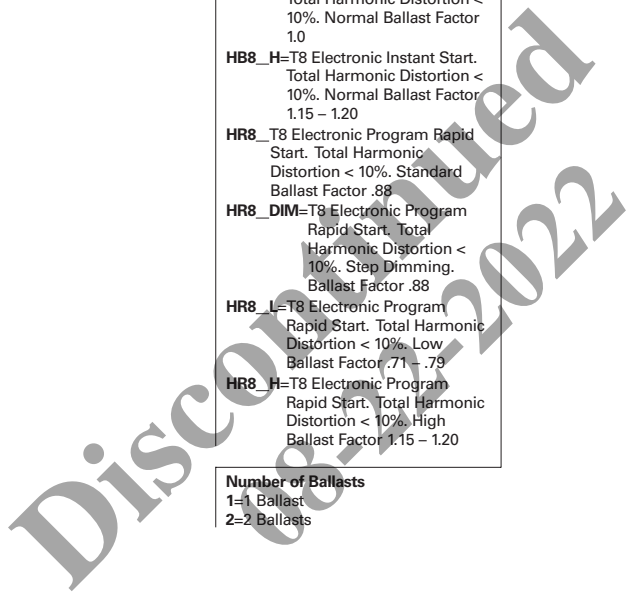 Total Harmonic Distortion <
10%. Normal Ballast Factor
1.0
HB8__H=T8 Electronic Instant Start.
Total Harmonic Distortion <
10%. Normal Ballast Factor
1.15 – 1.20
HR8__T8 Electronic Program Rapid
Start. Total Harmonic
Distortion < 10%. Standard
Ballast Factor .88
HR8__DIM=T8 Electronic Program
Rapid Start. Total
Harmonic Distortion <
10%. Step Dimming.
Ballast Factor .88
HR8__L=T8 Electronic Program
Rapid Start. Total Harmonic
Distortion < 10%. Low
Ballast Factor .71 – .79
HR8__H=T8 Electronic Program
Rapid Start. Total Harmonic
Distortion < 10%. High
Ballast Factor 1.15 – 1.20
Number of Ballasts
1=1 Ballast
2=2 Ballasts
Discontinued
08-22-2022